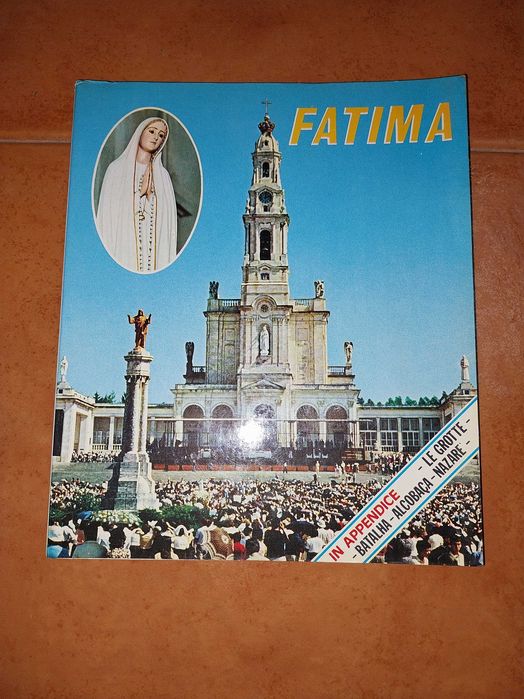 FATIMA
IN APPENDICE
- LE GROTTE -
- BATALHA - ALCOBAÇA - NAZARE -